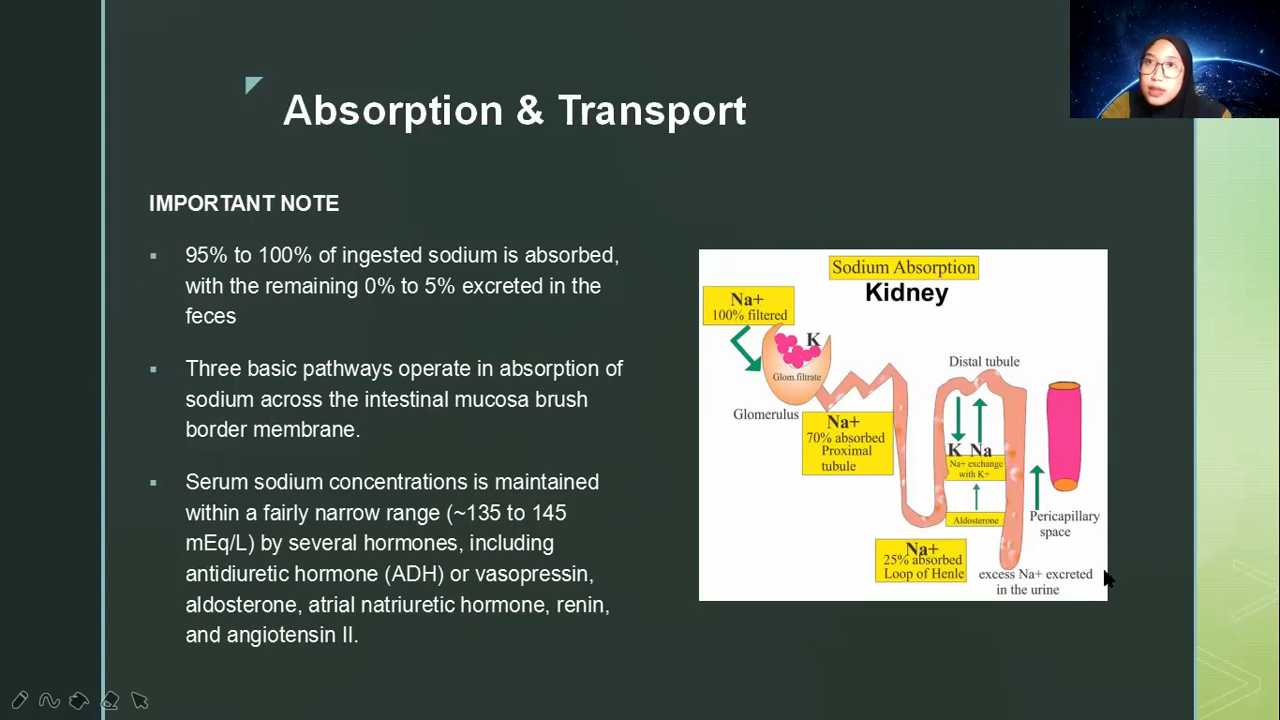 Absorption & Transport
IMPORTANT NOTE
▪ 95% to 100% of ingested sodium is absorbed,
with the remaining 0% to 5% excreted in the
feces
▪ Three basic pathways operate in absorption of
sodium across the intestinal mucosa brush
border membrane.
▪ Serum sodium concentrations is maintained
within a fairly narrow range (~135 to 145
mEq/L) by several hormones, including
antidiuretic hormone (ADH) or vasopressin,
aldosterone, atrial natriuretic hormone, renin,
and angiotensin II.
Sodium Absorption
Kidney
Na+
100% filtered
K
Glom.filtrate
Glomerulus
Na+
70% absorbed
Proximal
tubule
Distal tubule
K Na
Na+ exchange
with K+
Aldosterone
Na+
25% absorbed
Loop of Henle
Pericapillary
space
excess Na+ excreted
in the urine